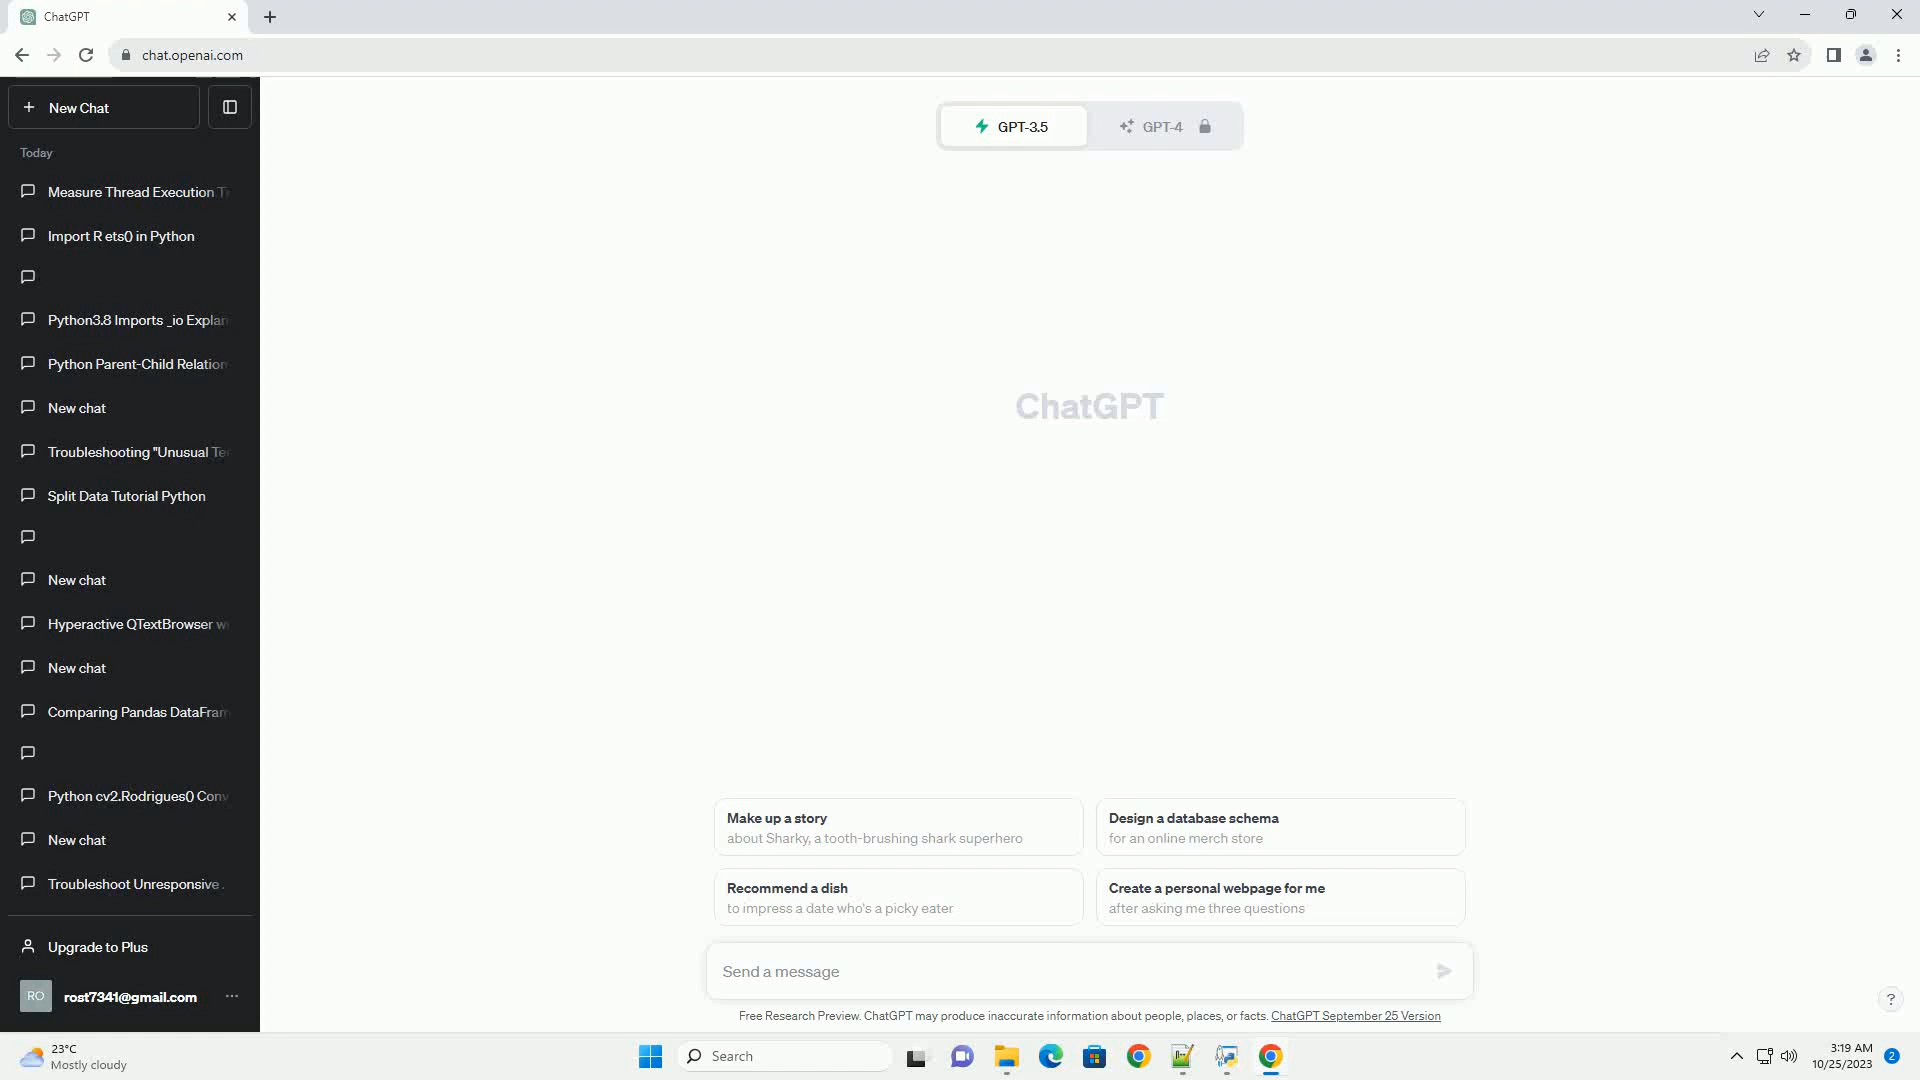 ChatGPT
chat.openai.com
New Chat
GPT-3.5
GPT-4
Today
Measure Thread Execution
Import R ets() in Python
Python3.8 Imports _io
Python Parent-Child
New chat
Troubleshooting "Unusual
Split Data Tutorial Python
New chat
Hyperactive QTextBrowser
New chat
Comparing Pandas
Python cv2.Rodrigues()
New chat
Troubleshoot Unresponsive
ChatGPT
Make up a story
about Sharky, a tooth-brushing shark superhero
Design a database schema
for an online merch store
Recommend a dish
to impress a date who's a picky eater
Create a personal webpage for me
after asking me three questions
Upgrade to Plus
RO
rost7341@gmail.com
Send a message
?
Free Research Preview. ChatGPT may produce inaccurate information about people, places, or facts. ChatGPT September 25 Version
23°C
Mostly cloudy
Search
3:19 AM
10/25/2023
2